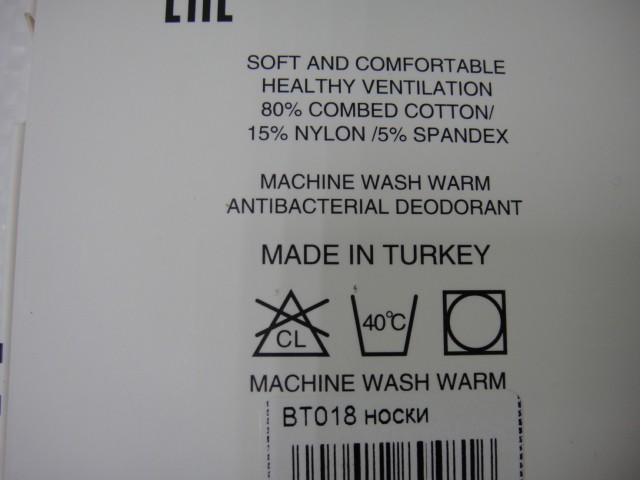 SOFT AND COMFORTABLE
HEALTHY VENTILATION
80% COMBED COTTON/
15% NYLON /5% SPANDEX
MACHINE WASH WARM
ANTIBACTERIAL DEODORANT
MADE IN TURKEY
CL 40°C
MACHINE WASH WARM
BT018 носки